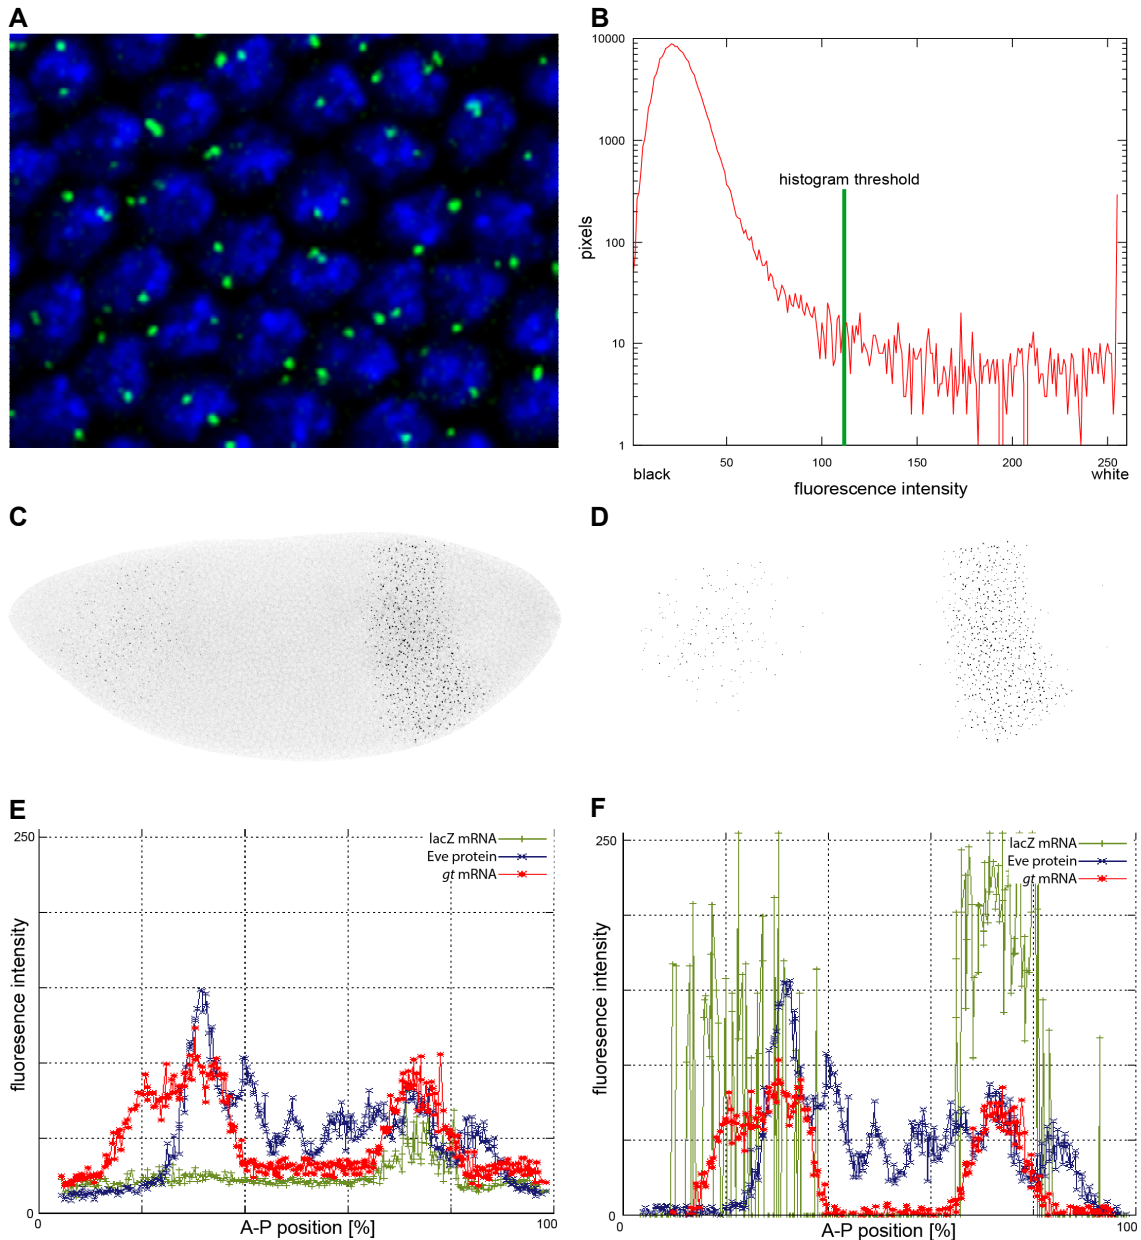 A
B
10000
1000
100
10
1
pixels
histogram threshold
50
100
150
200
250
black
white
fluorescence intensity
C
D
E
250
lacZ mRNA
Eve protein
gt mRNA
fluoresence intensity
0
0
100
A-P position [%]
F
250
lacZ mRNA
Eve protein
gt mRNA
fluoresence intensity
0
0
100
A-P position [%]